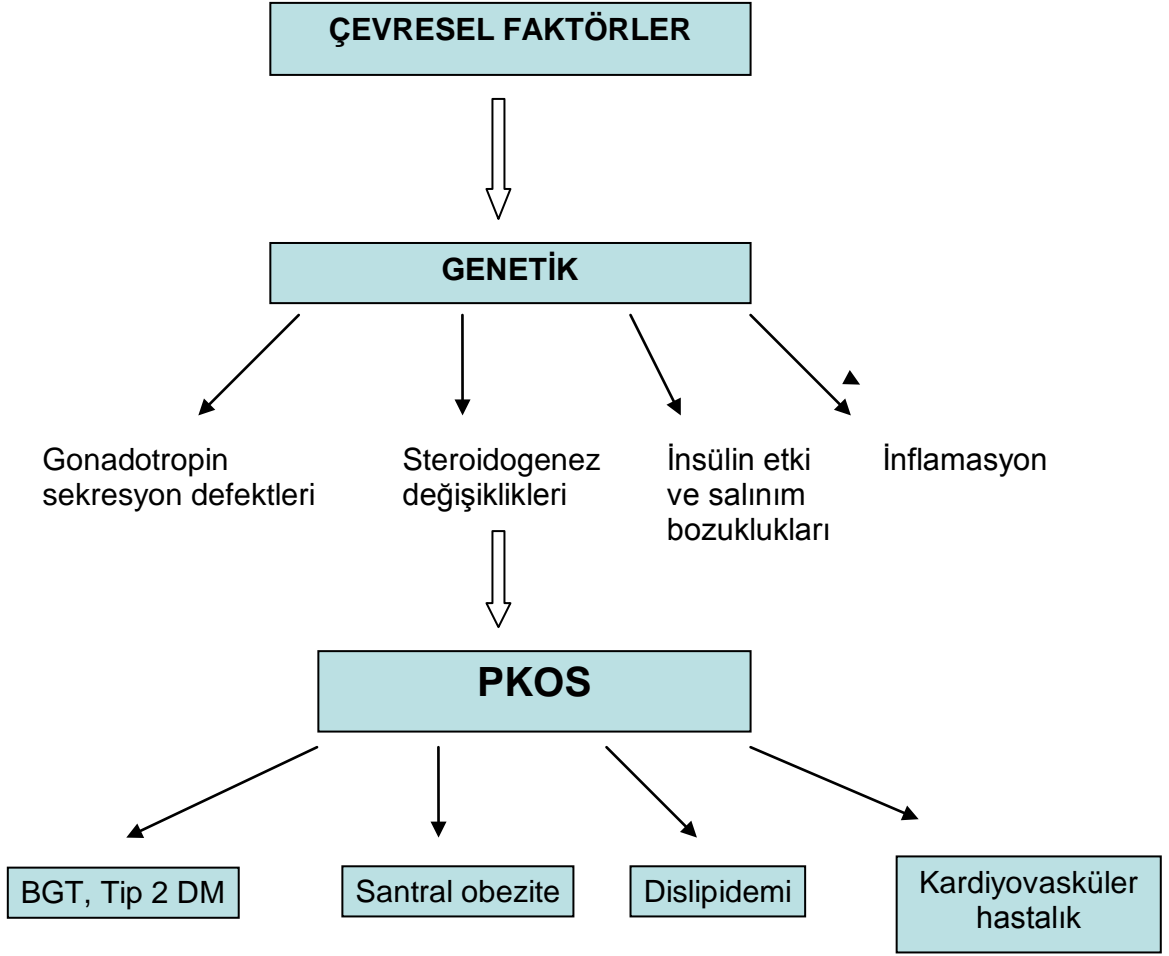 ÇEVRESEL FAKTÖRLER
GENETİK
Gonadotropin
sekresyon defektleri
Steroidogenez
değişiklikleri
İnsülin etki
ve salınım
bozuklukları
İnflamasyon
PKOS
BGT, Tip 2 DM
Santral obezite
Dislipidemi
Kardiyovasküler
hastalık